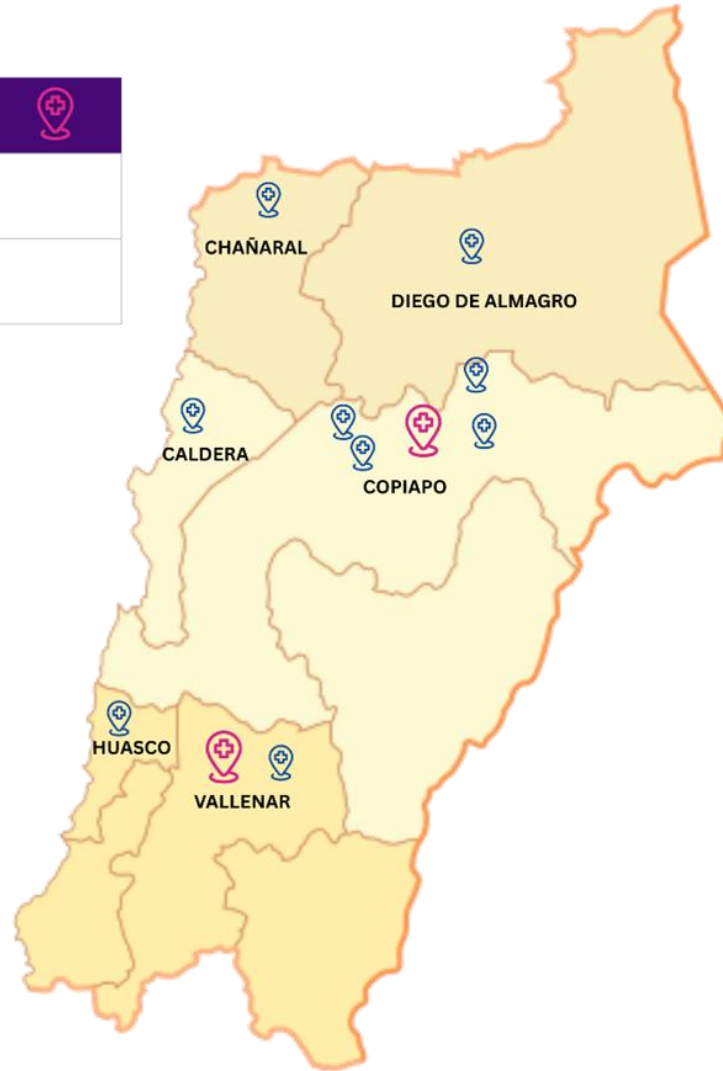 CHAÑARAL
DIEGO DE ALMAGRO
CALDERA
COPIAPO
HUASCO
VALLENAR